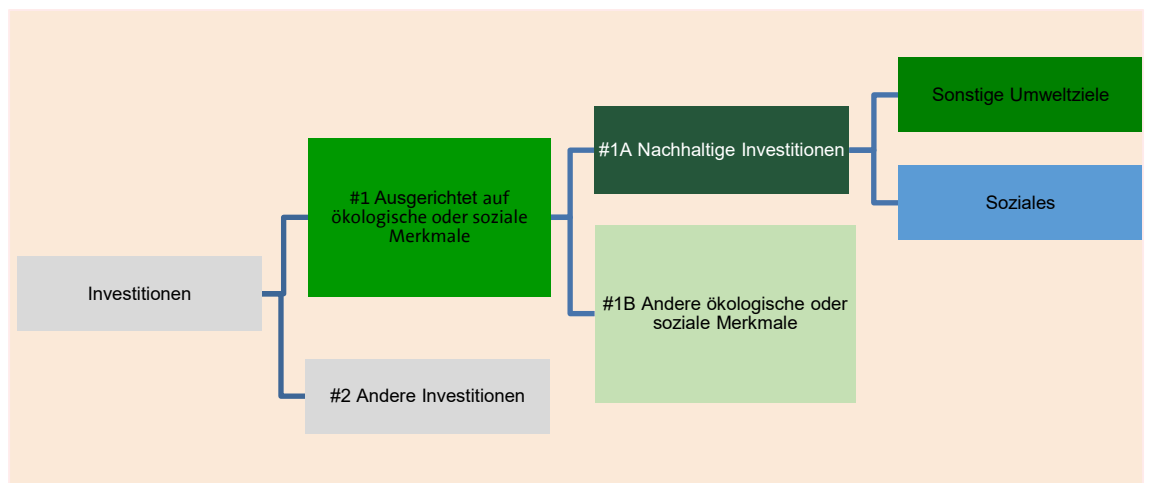 Investitionen
#1 Ausgerichtet auf
ökologische oder soziale
Merkmale
#2 Andere Investitionen
#1A Nachhaltige Investitionen
#1B Andere ökologische oder
soziale Merkmale
Sonstige Umweltziele
Soziales